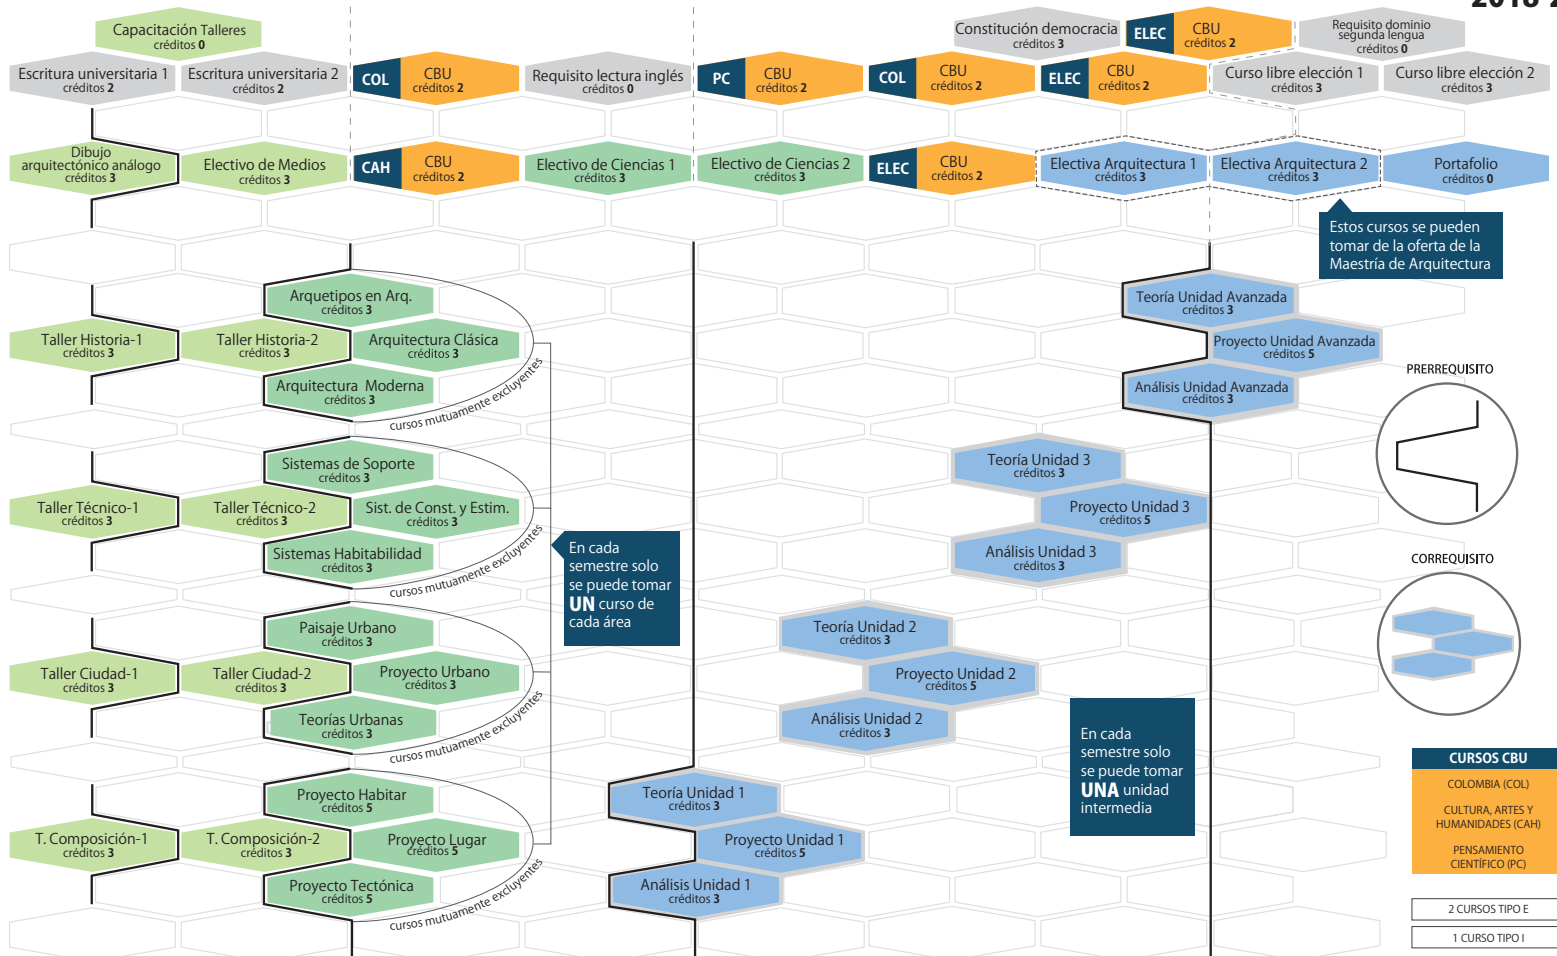 2018 2
Capacitación Talleres
créditos 0
Constitución democracia
créditos 3
ELEC
CBU
créditos 2
Requisito dominio
segunda lengua
créditos 0
Escritura universitaria 1
créditos 2
Escritura universitaria 2
créditos 2
COL
CBU
créditos 2
Requisito lectura inglés
créditos 0
PC
CBU
créditos 2
COL
CBU
créditos 2
ELEC
CBU
créditos 2
Curso libre elección 1
créditos 3
Curso libre elección 2
créditos 3
Dibujo
arquitectónico análogo
créditos 3
Electivo de Medios
créditos 3
CAH
CBU
créditos 2
Electivo de Ciencias 1
créditos 3
Electivo de Ciencias 2
créditos 3
ELEC
CBU
créditos 2
Electiva Arquitectura 1
créditos 3
Electiva Arquitectura 2
créditos 3
Portafolio
créditos 0
Estos cursos se pueden
tomar de la oferta de la
Maestría de Arquitectura
Arquetipos en Arq.
créditos 3
Taller Historia-1
créditos 3
Taller Historia-2
créditos 3
Arquitectura Clásica
créditos 3
Arquitectura Moderna
créditos 3
cursos mutuamente excluyentes
Teoría Unidad Avanzada
créditos 3
Proyecto Unidad Avanzada
créditos 5
Análisis Unidad Avanzada
créditos 3
PRERREQUISITO
Sistemas de Soporte
créditos 3
Taller Técnico-1
créditos 3
Taller Técnico-2
créditos 3
Sist. de Const. y Estim.
créditos 3
Sistemas Habitabilidad
créditos 3
cursos mutuamente excluyentes
En cada
semestre solo
se puede tomar
UN curso de
cada área
Teoría Unidad 3
créditos 3
Proyecto Unidad 3
créditos 5
Análisis Unidad 3
créditos 3
CORREQUISITO
Paisaje Urbano
créditos 3
Taller Ciudad-1
créditos 3
Taller Ciudad-2
créditos 3
Proyecto Urbano
créditos 3
Teorías Urbanas
créditos 3
cursos mutuamente excluyentes
Teoría Unidad 2
créditos 3
Proyecto Unidad 2
créditos 5
Análisis Unidad 2
créditos 3
En cada
semestre solo
se puede tomar
UNA unidad
intermedia
Proyecto Habitar
créditos 5
T. Composición-1
créditos 3
T. Composición-2
créditos 3
Proyecto Lugar
créditos 5
Proyecto Tectónica
créditos 5
cursos mutuamente excluyentes
Teoría Unidad 1
créditos 3
Proyecto Unidad 1
créditos 5
Análisis Unidad 1
créditos 3
CURSOS CBU
COLOMBIA (COL)
CULTURA, ARTES Y
HUMANIDADES (CAH)
PENSAMIENTO
CIENTÍFICO (PC)
2 CURSOS TIPO E
1 CURSO TIPO I